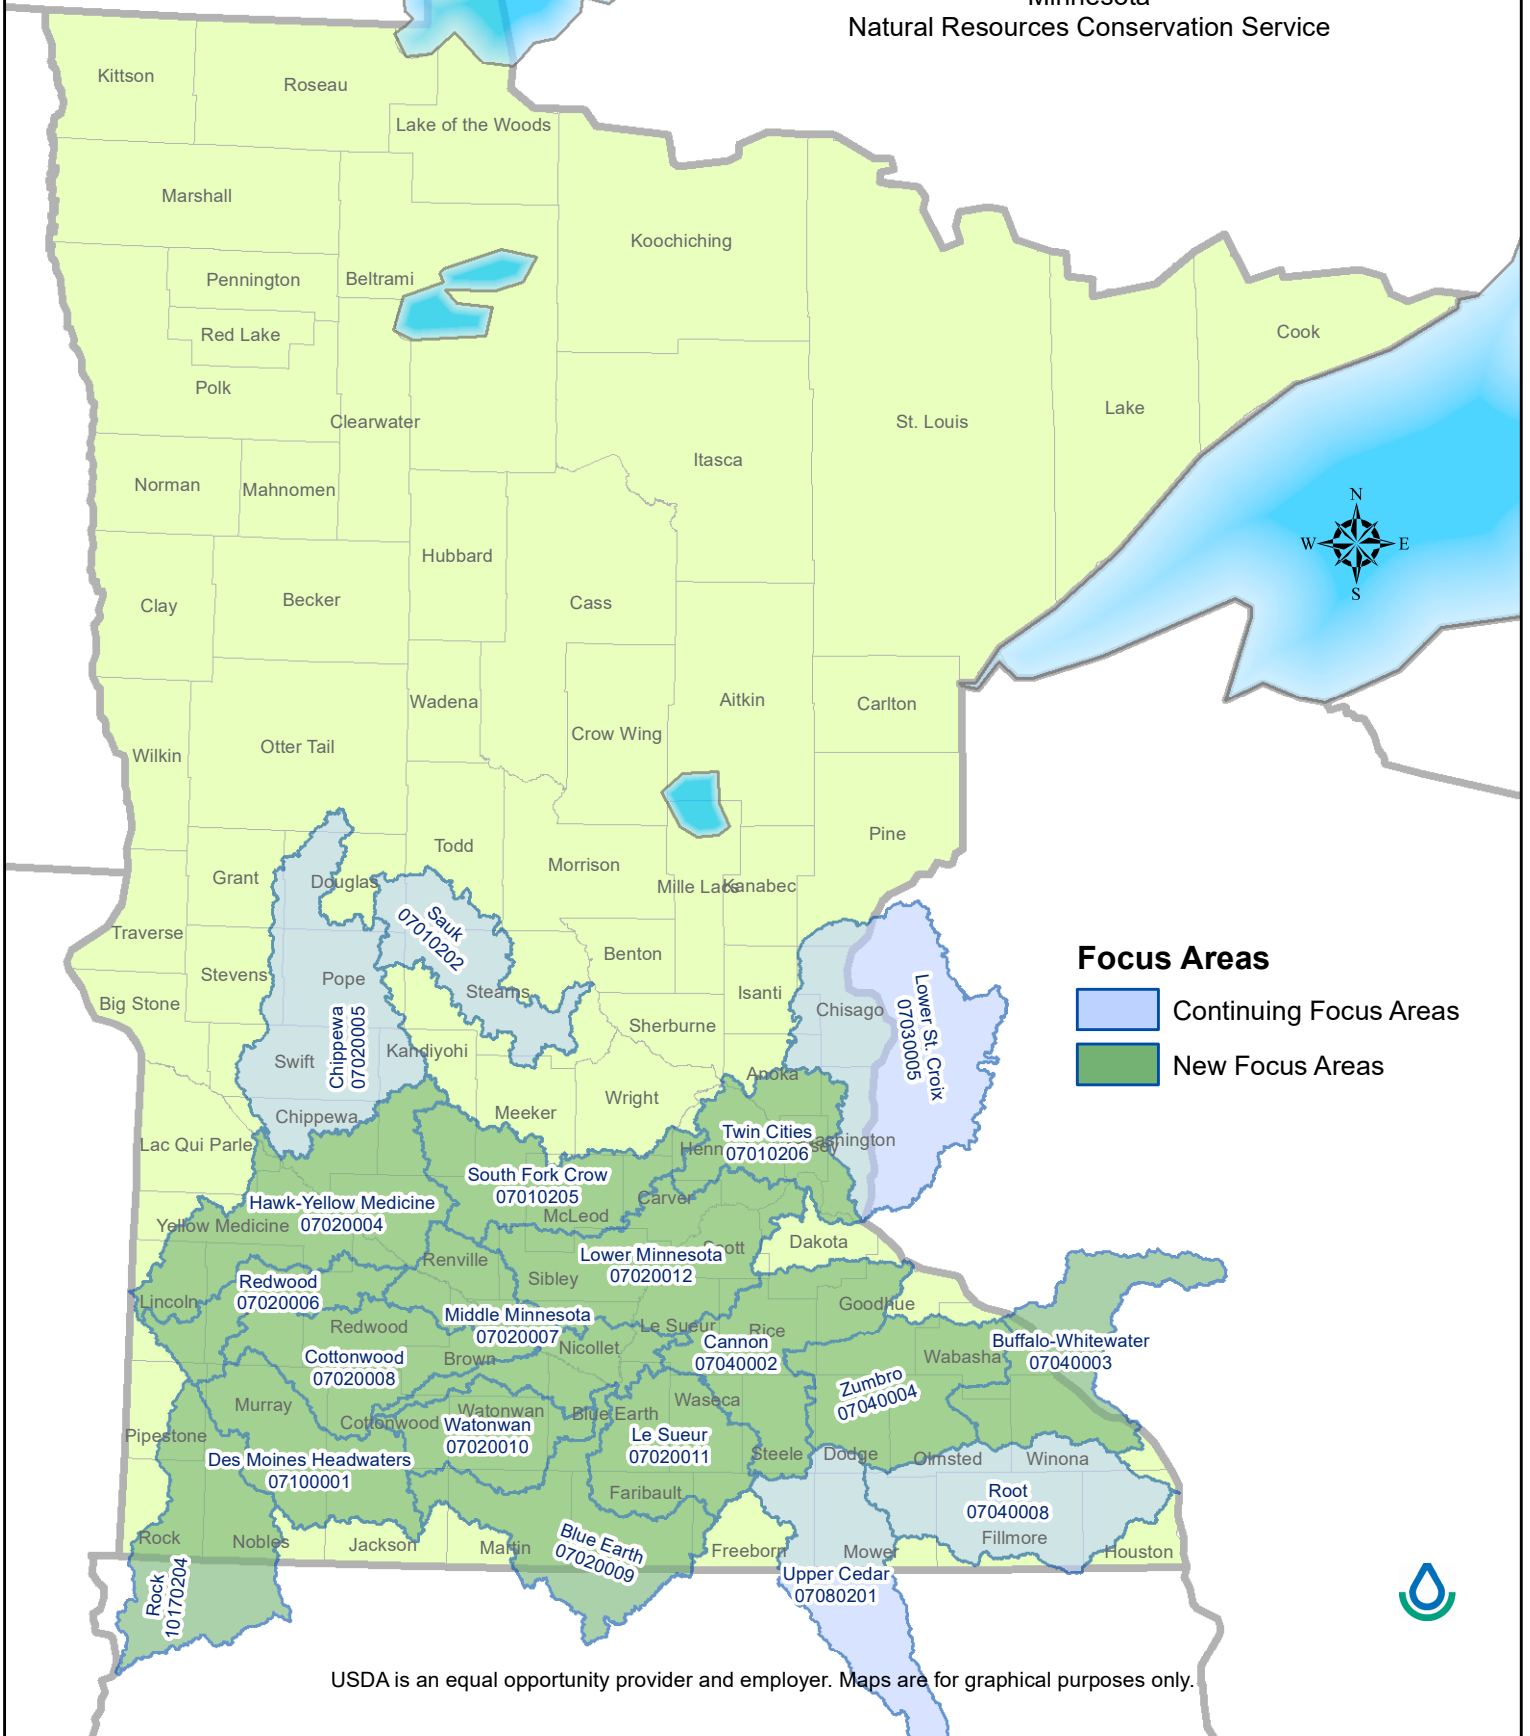 Minnesota
Natural Resources Conservation Service
Kittson
Roseau
Lake of the Woods
Marshall
Koochiching
Pennington
Beltrami
Red Lake
Cook
Polk
Clearwater
St. Louis
Lake
Itasca
Norman
Mahnomen
N
W
E
S
Hubbard
Clay
Becker
Cass
Wadena
Aitkin
Carlton
Crow Wing
Wilkin
Otter Tail
Todd
Pine
Morrison
Grant
Douglas
Mille Lacs
Kanabec
Sauk
07010202
Traverse
Benton
Stevens
Pope
Stearns
Isanti
Big Stone
Chisago
Sherburne
Lower St. Croix
07030005
Focus Areas
Continuing Focus Areas
New Focus Areas
Chippewa
07020005
Swift
Kandiyohi
Anoka
Wright
Meeker
Chippewa
Lac Qui Parle
Twin Cities
07010206
South Fork Crow
07010205
Carver
McLeod
Hawk-Yellow Medicine
07020004
Yellow Medicine
Dakota
Renville
Lower Minnesota
07020012
Sibley
Redwood
07020006
Lincoln
Goodhue
Middle Minnesota
07020007
Redwood
Le Sueur
Rice
Nicollet
Cannon
07040002
Buffalo-Whitewater
07040003
Wabasha
Brown
Cottonwood
07020008
Zumbro
07040004
Murray
Waseca
Cottonwood
Watonwan
Blue Earth
Watonwan
07020010
Pipestone
Le Sueur
07020011
Des Moines Headwaters
07100001
Steele
Dodge
Olmsted
Winona
Faribault
Root
07040008
Rock
Nobles
Jackson
Martin
Blue Earth
07020009
Freeborn
Mower
Fillmore
Houston
Upper Cedar
07080201
Rock
10170204
USDA is an equal opportunity provider and employer. Maps are for graphical purposes only.